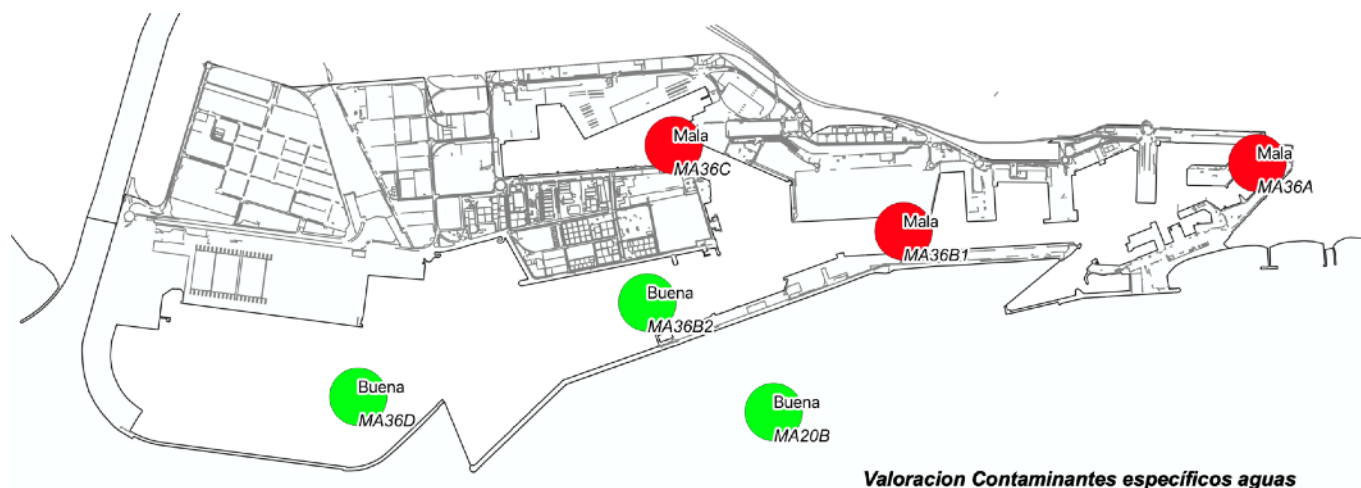 Mala
MA36C
Mala
MA36A
Mala
MA36B1
Buena
MA36B2
Buena
MA36D
Buena
MA20B
Valoracion Contaminantes específicos aguas